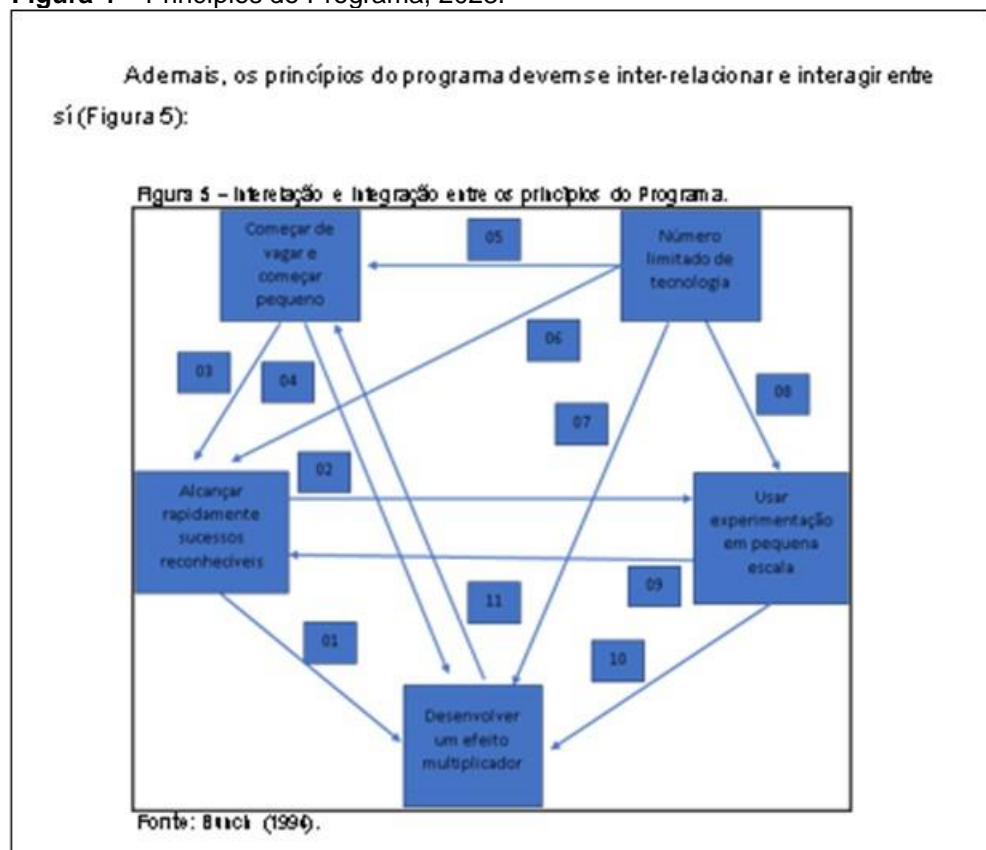 Figura 4 – Princípios do Programa, 2023.
Ademais, os princípios do programa devem se inter-relacionar e interagir entre
sí (Figura 5):
Figura 5 – Interelação e Integração entre os princípios do Programa.
Começar de
vagar e
começar
pequeno
05
Número
limitado de
tecnologia
03
04
06
07
08
02
Alcançar
rapidamente
sucessos
reconhecíveis
Usar
experimentação
em pequena
escala
09
11
01
10
Desenvolver
um efeito
multiplicador
Fonte: Bunch (1994).